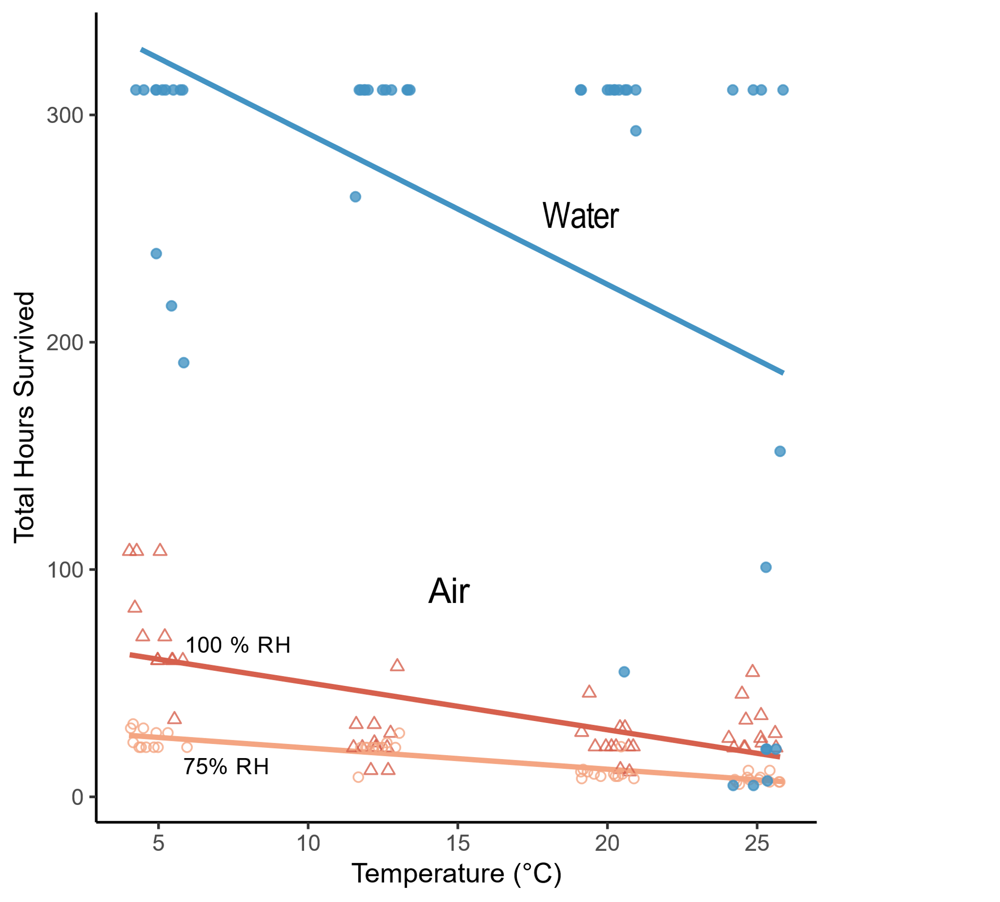 300
200
100
0
Total Hours Survived
Water
Air
100 % RH
75% RH
5 10 15 20 25
Temperature (°C)